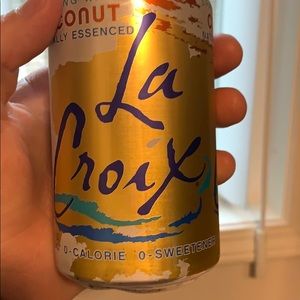 CONUT
LLY ESSENCED
La
Croix
0-CALORIE 0-SWEETENER